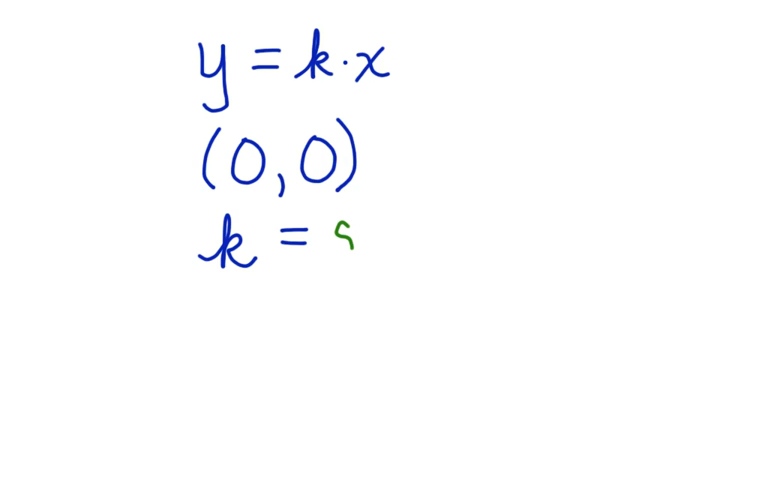 y = k·x
(0,0)
k = s